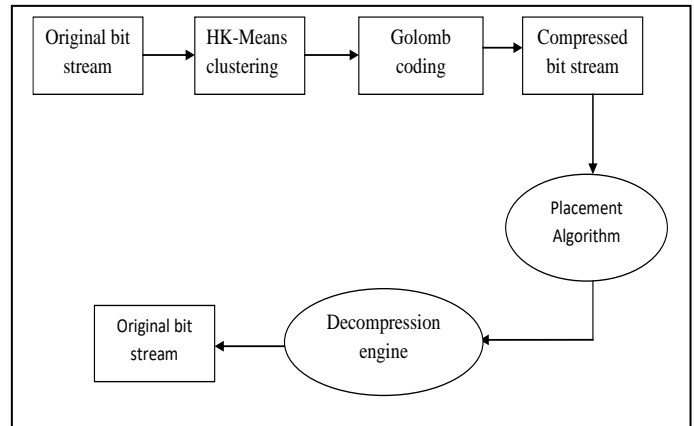 Original bit
stream
HK-Means
clustering
Golomb
coding
Compressed
bit stream
Placement
Algorithm
Decompression
engine
Original bit
stream